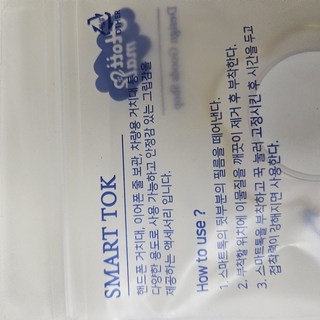 SMART TOK
핸드폰 거치대, 이어폰 줄 보관, 차량용 거치대 등
다양한 용도로 사용 가능하고 안정감 있는 그립감을
제공하는 액세서리 입니다.
How to use ?
1. 스마트톡의 뒷부분의 필름을 떼어낸다.
2. 부착할 위치에 이물질을 깨끗이 제거 후 부착한다.
3. 스마트톡을 부착하고 꾹 눌러 고정시킨 후 시간을 두고
접착력이 강해지면 사용한다.